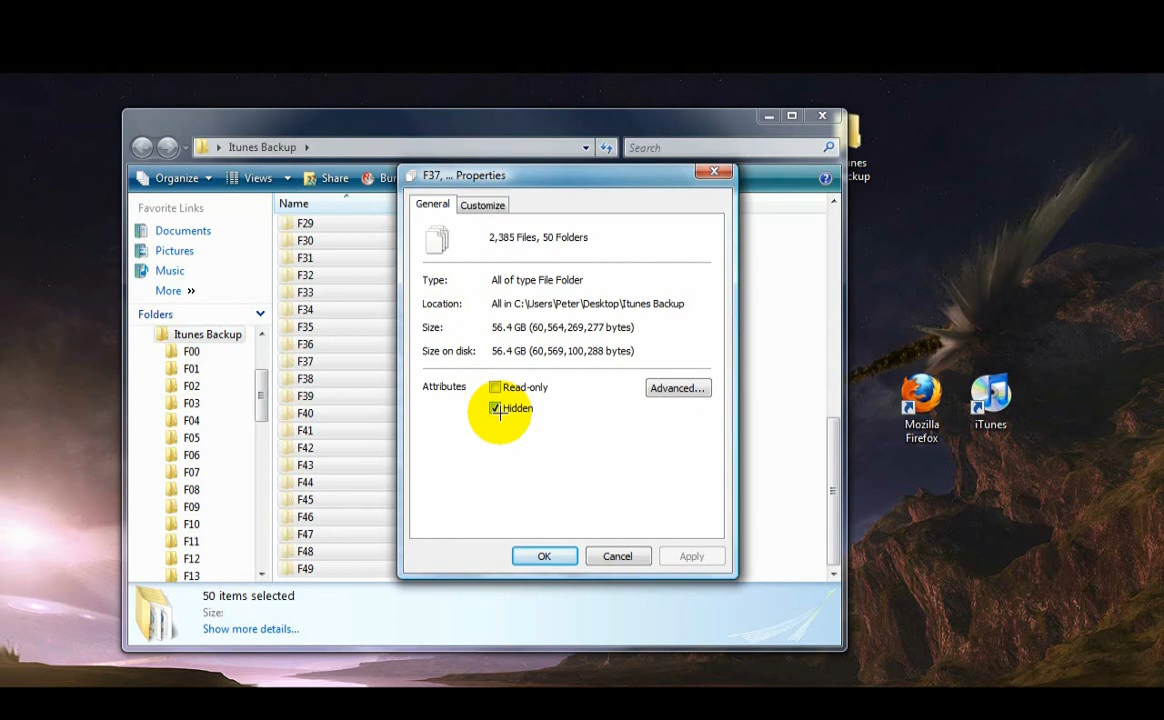 Itunes Backup
Search
Organize
Views
Share
Bu
F37, ... Properties
General
Customize
2,385 Files, 50 Folders
Type: All of type File Folder
Location: All in C:\Users\Peter\Desktop\Itunes Backup
Size: 56.4 GB (60,564,269,277 bytes)
Size on disk: 56.4 GB (60,569,100,288 bytes)
Attributes
Read-only
Hidden
Advanced...
OK
Cancel
Apply
Favorite Links
Documents
Pictures
Music
More »
Folders
Itunes Backup
F00
F01
F02
F03
F04
F05
F06
F07
F08
F09
F10
F11
F12
F13
Name
F29
F30
F31
F32
F33
F34
F35
F36
F37
F38
F39
F40
F41
F42
F43
F44
F45
F46
F47
F48
F49
50 items selected
Size:
Show more details...
unes
ckup
Mozilla
Firefox
iTunes